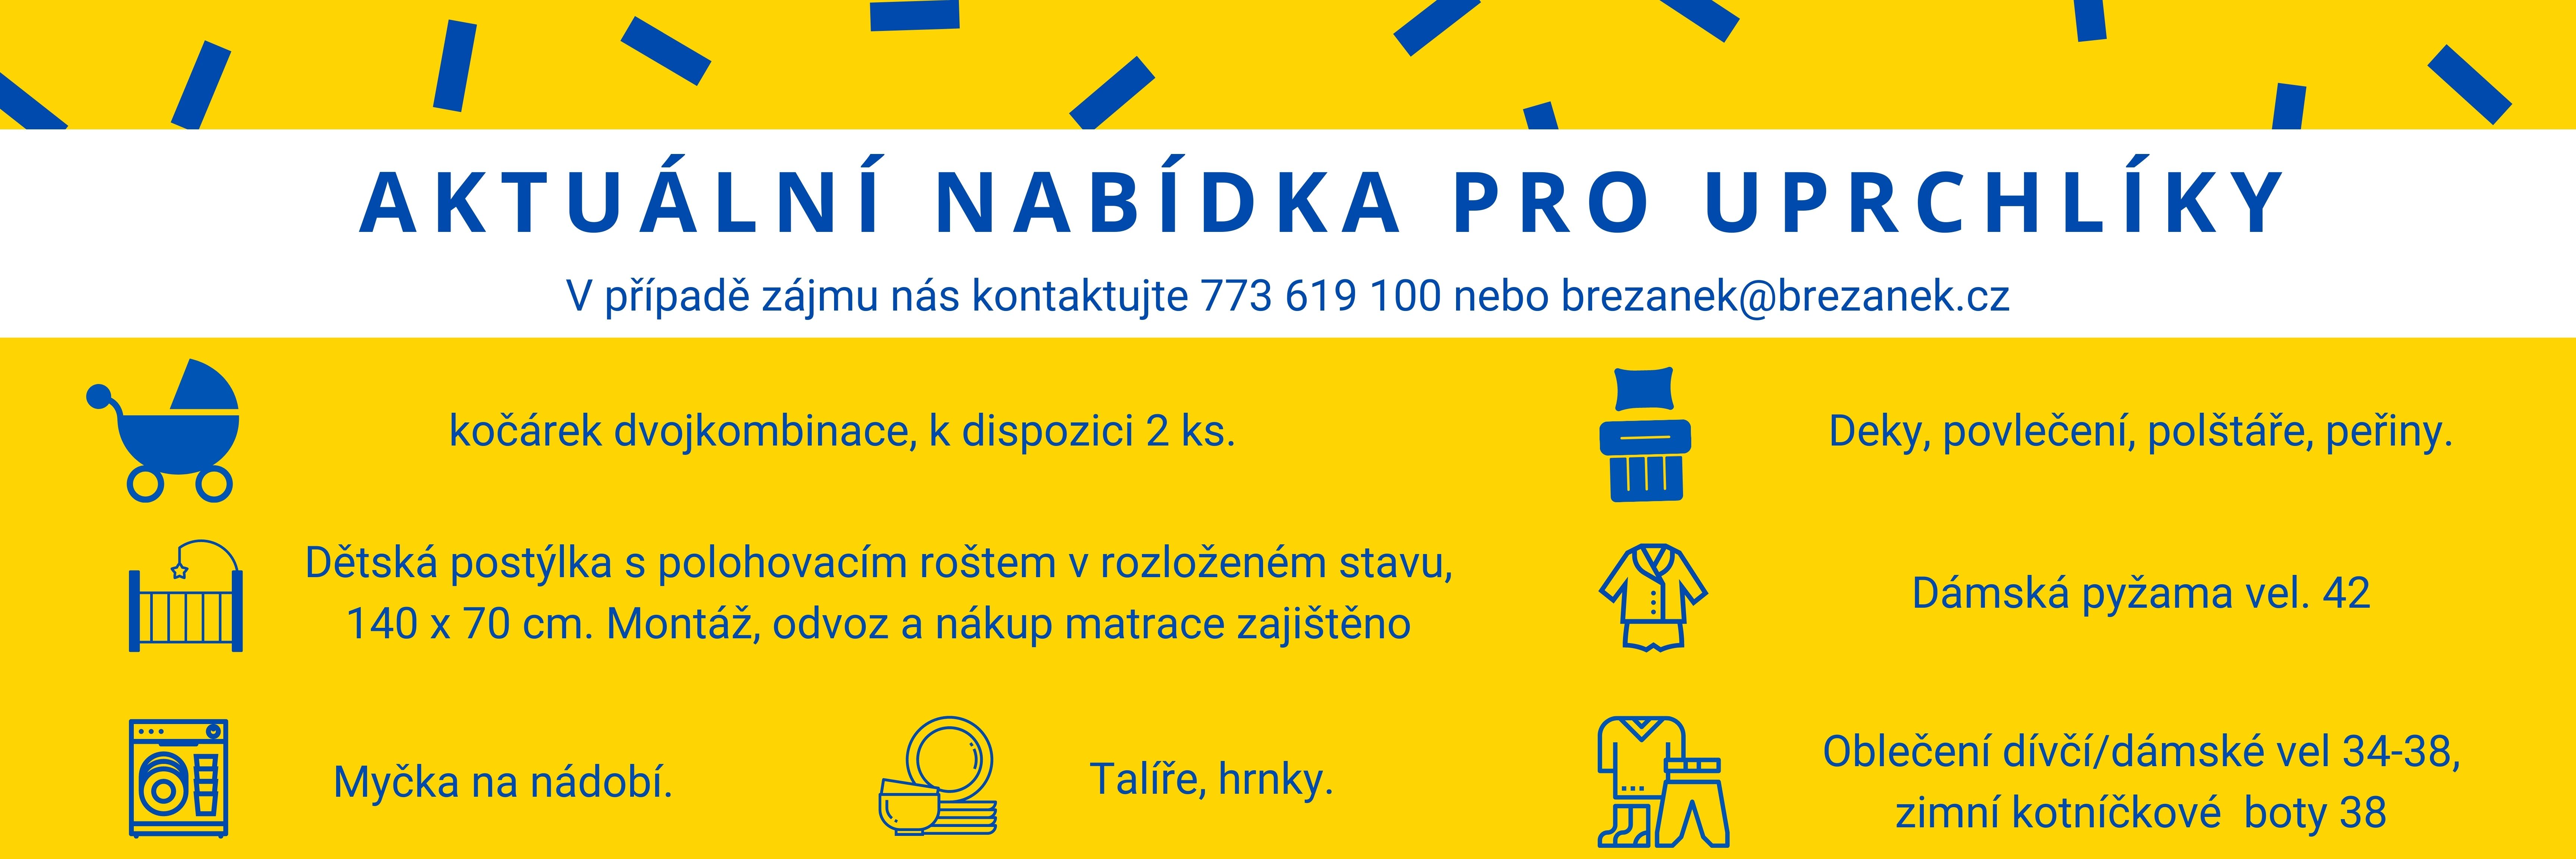 AKTUÁLNÍ NABÍDKA PRO UPRCHLÍKY
V případě zájmu nás kontaktujte 773 619 100 nebo brezanek@brezanek.cz
kočárek dvojkombinace, k dispozici 2 ks.
Deky, povlečení, polštáře, peřiny.
Dětská postýlka s polohovacím roštem v rozloženém stavu,
140 x 70 cm. Montáž, odvoz a nákup matrace zajištěno
Dámská pyžama vel. 42
Myčka na nádobí.
Talíře, hrnky.
Oblečení dívčí/dámské vel 34-38,
zimní kotníčkové  boty 38